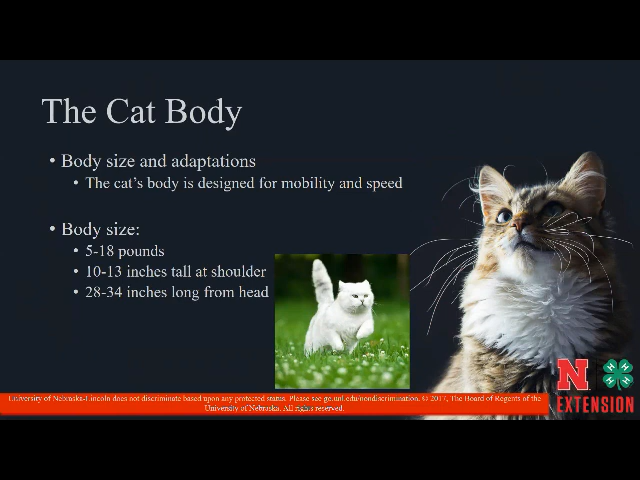 The Cat Body
• Body size and adaptations
• The cat's body is designed for mobility and speed
• Body size:
• 5-18 pounds
• 10-13 inches tall at shoulder
• 28-34 inches long from head
N
EXTENSION
University of Nebraska-Lincoln does not discriminate based upon any protected status. Please see go.unl.edu/nondiscrimination. © 2017, The Board of Regents of the
University of Nebraska. All rights reserved.